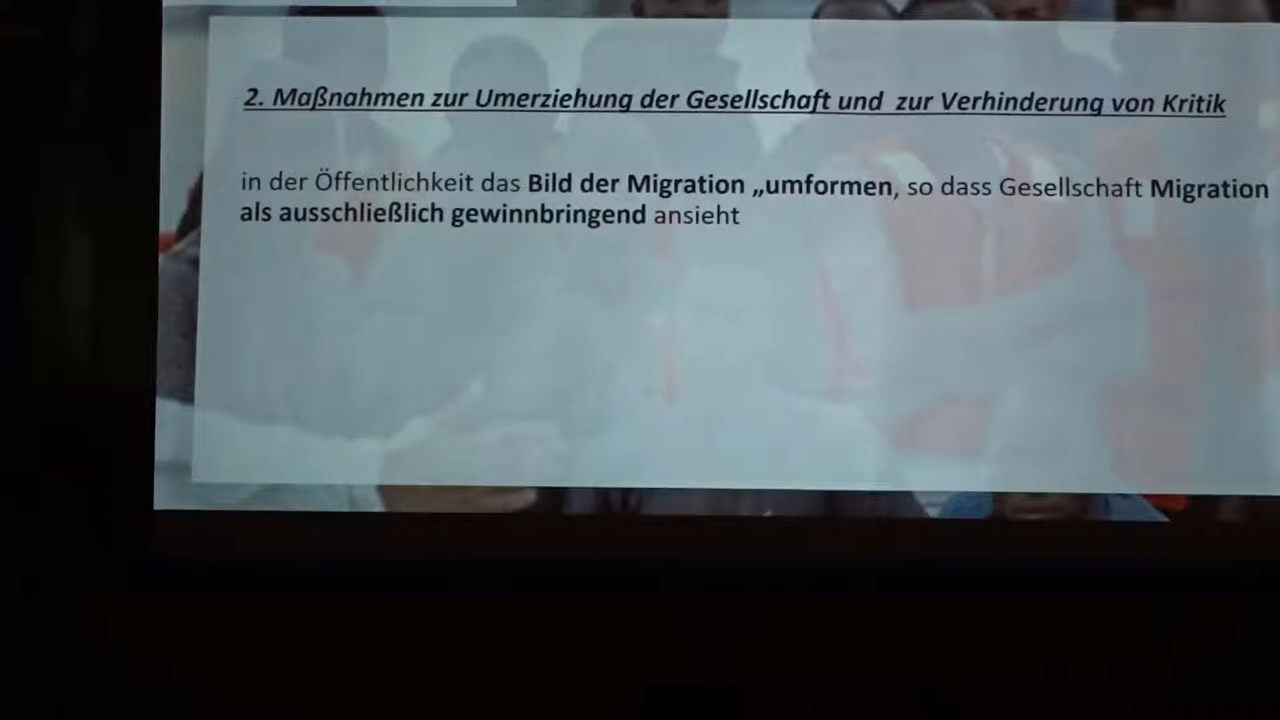 2. Maßnahmen zur Umerziehung der Gesellschaft und zur Verhinderung von Kritik
in der Öffentlichkeit das Bild der Migration „umformen, so dass Gesellschaft Migration
als ausschließlich gewinnbringend ansieht